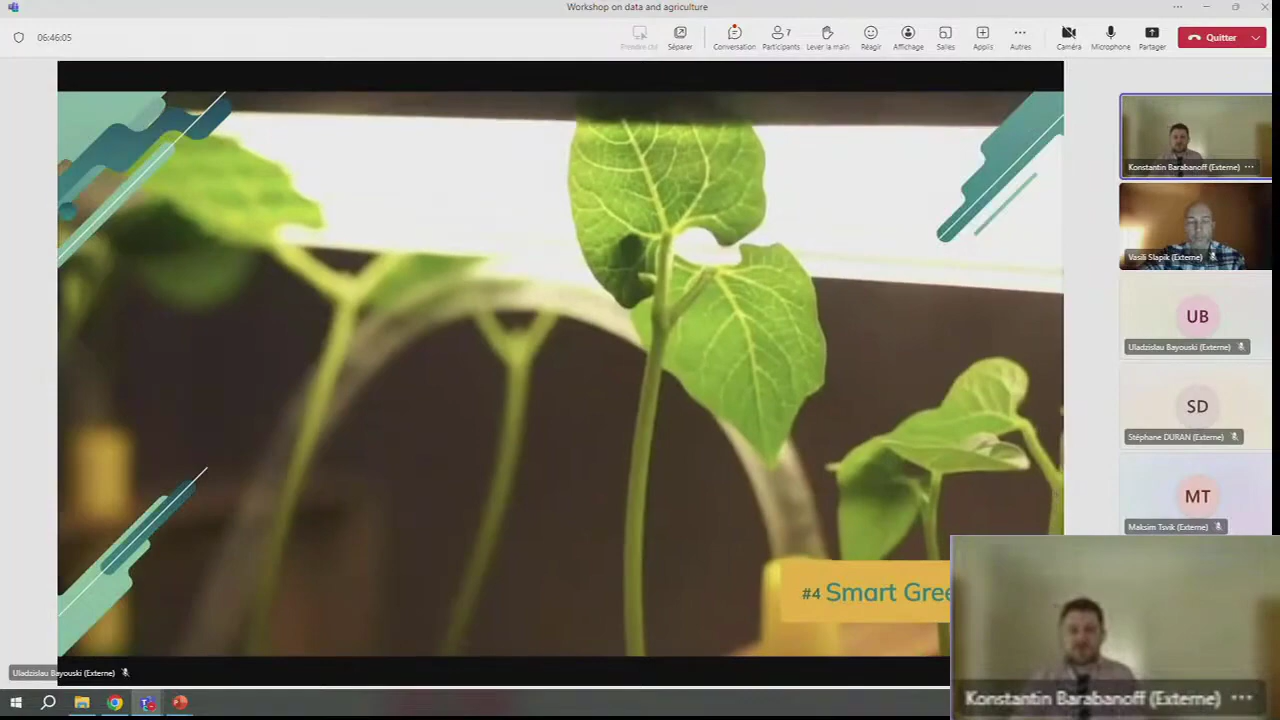 Workshop on data and agriculture
06:46:05
Prendre ctrl
Séparer
Conversation
7
Participants
Lever la main
Réagir
Affichage
Salles
Applis
Autres
Caméra
Microphone
Partager
Quitter
Konstantin Barabanoff (Externe)
Vasili Slapik (Externe)
UB
Uladzislau Bayouski (Externe)
SD
Stéphane DURAN (Externe)
MT
Maksim Tsvik (Externe)
#4 Smart Gree
Uladzislau Bayouski (Externe)
Konstantin Barabanoff (Externe)